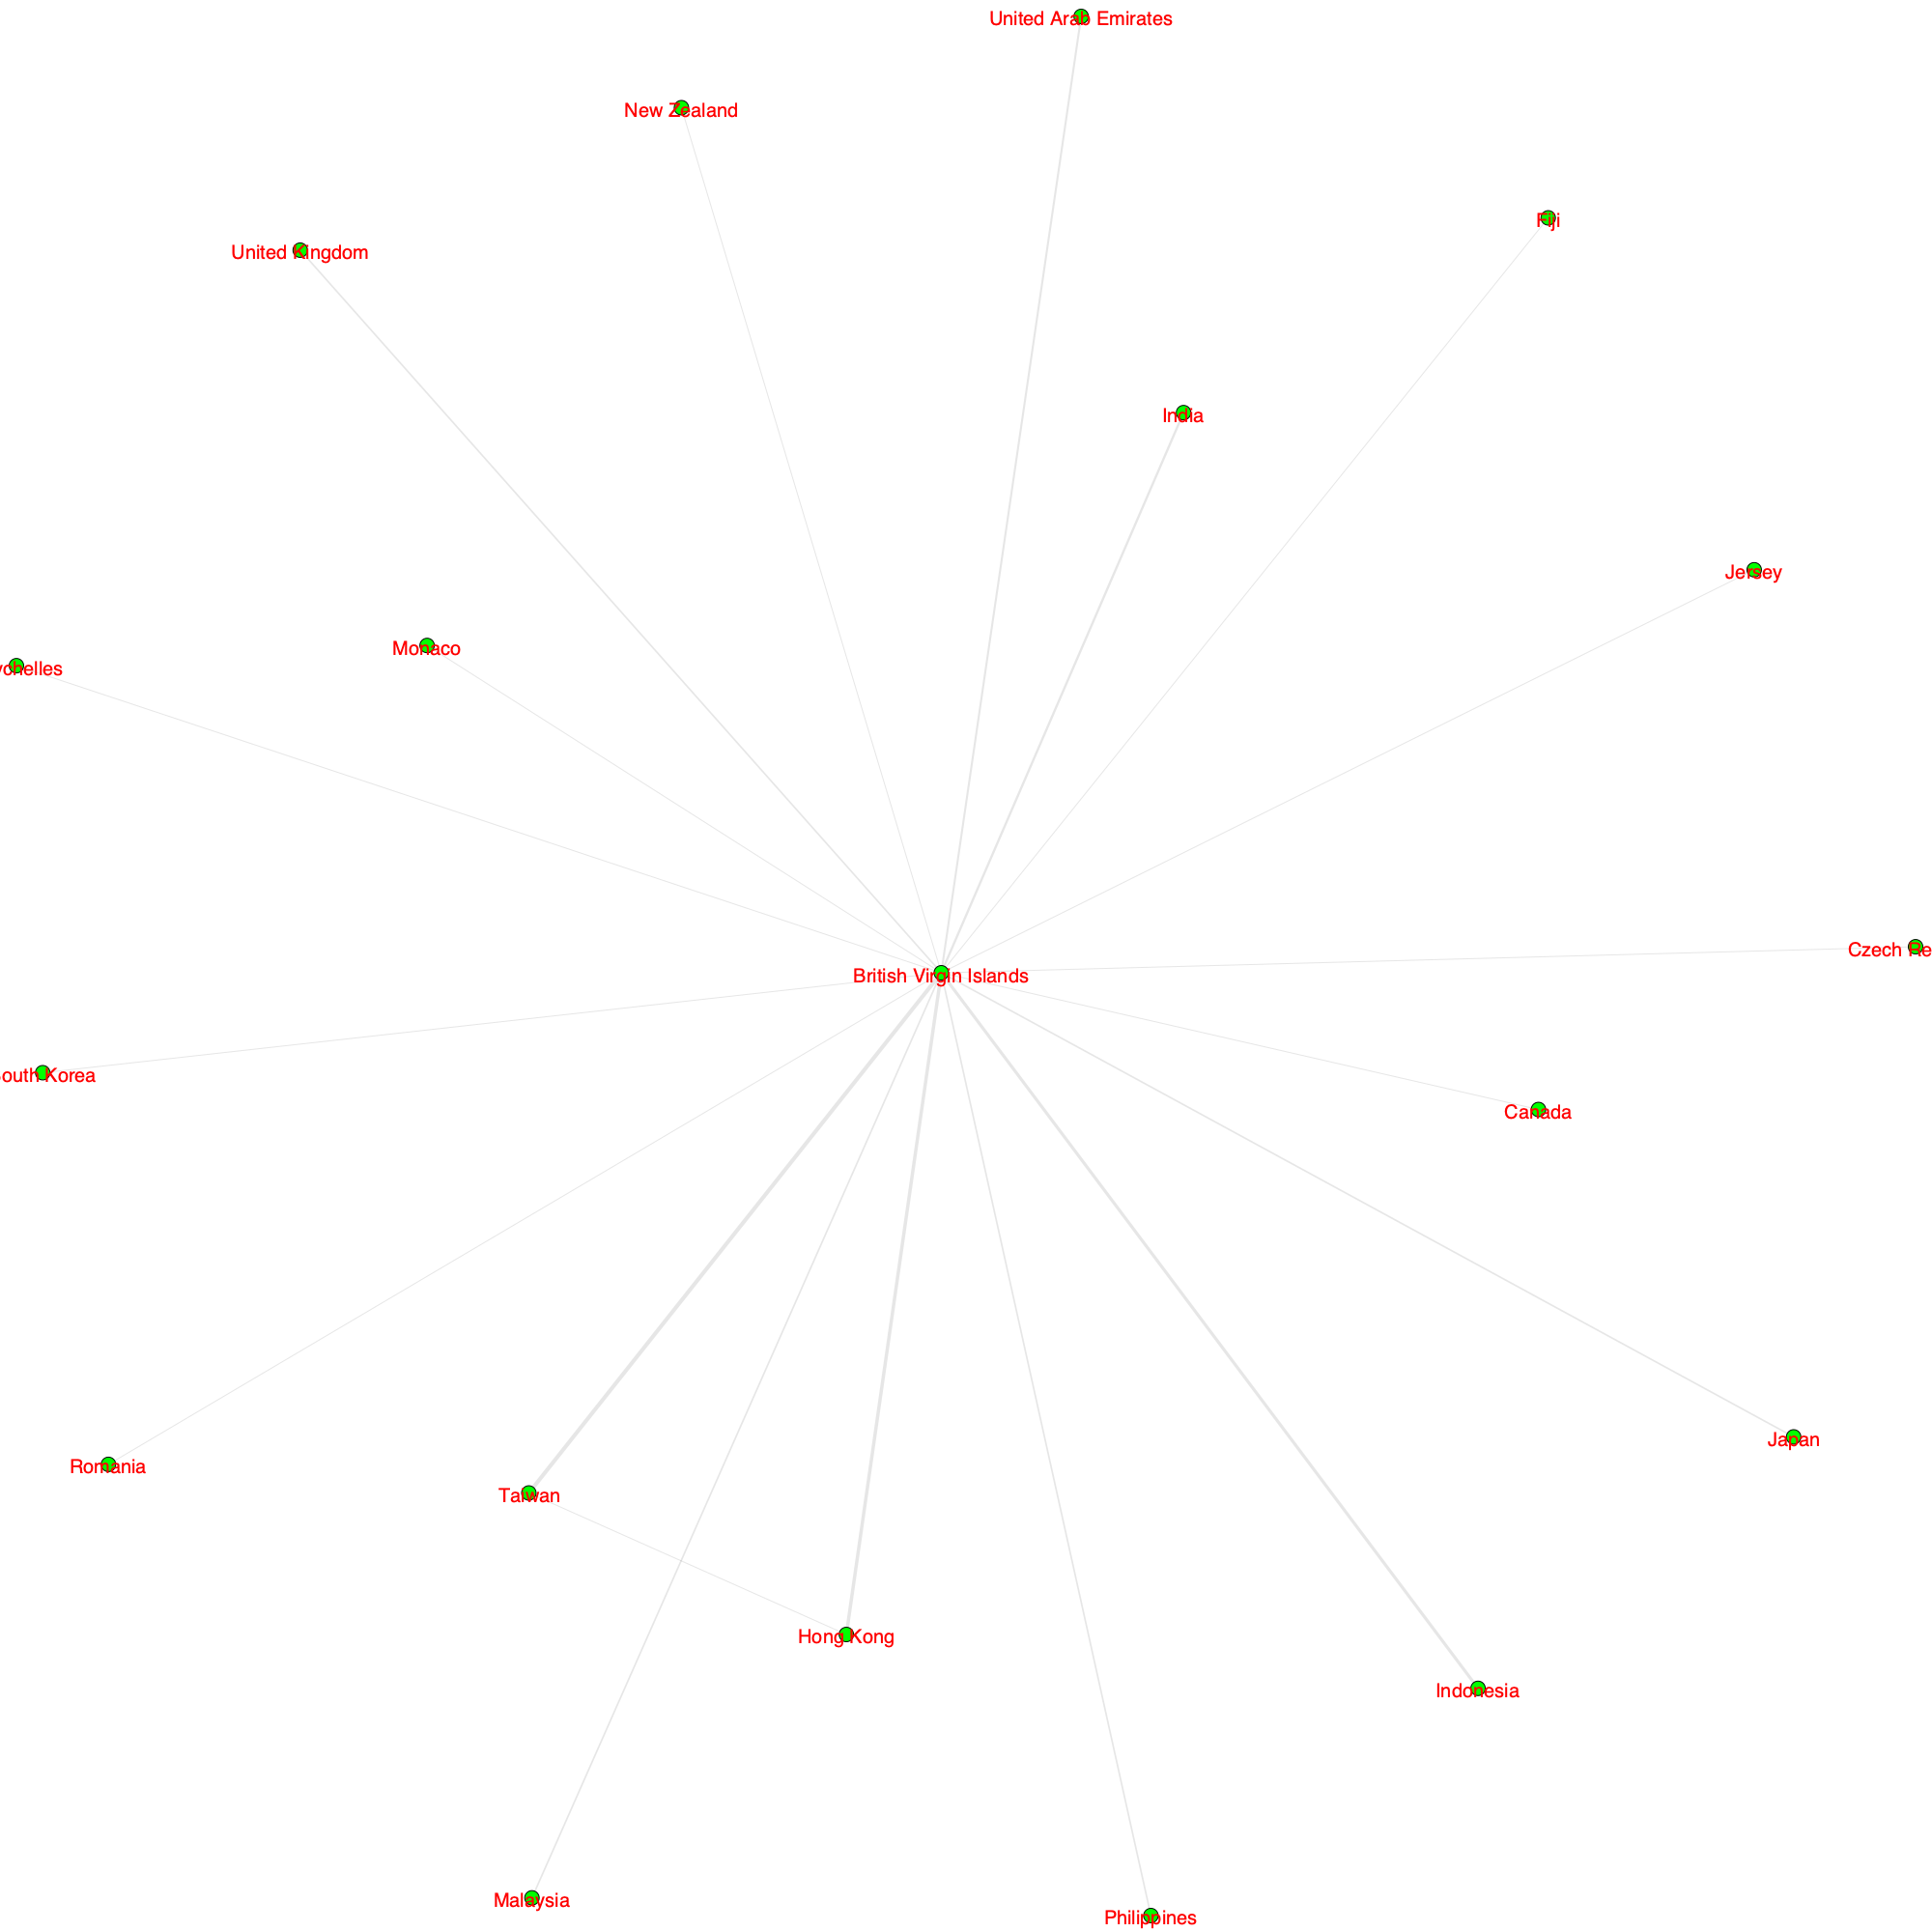 United Arab Emirates
New Zealand
Fiji
United Kingdom
India
Jersey
Monaco
ychelles
Czech Re
British Virgin Islands
outh Korea
Canada
Japan
Romania
Taiwan
Hong Kong
Indonesia
Malaysia
Philippines